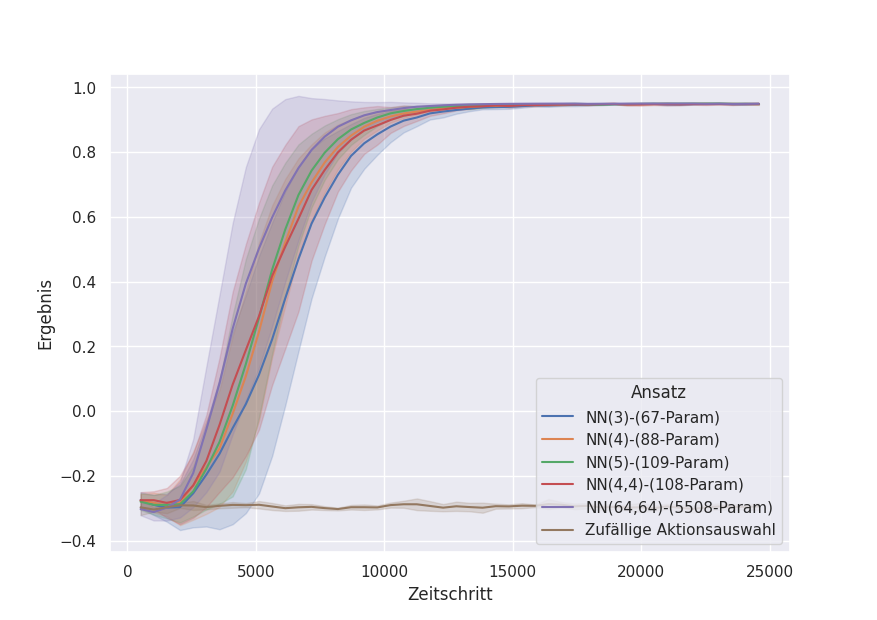 1.0
0.8
0.6
0.4
0.2
0.0
−0.2
−0.4
Ergebnis
0
5000
10000
15000
20000
25000
Zeitschritt
Ansatz
NN(3)-(67-Param)
NN(4)-(88-Param)
NN(5)-(109-Param)
NN(4,4)-(108-Param)
NN(64,64)-(5508-Param)
Zufällige Aktionsauswahl